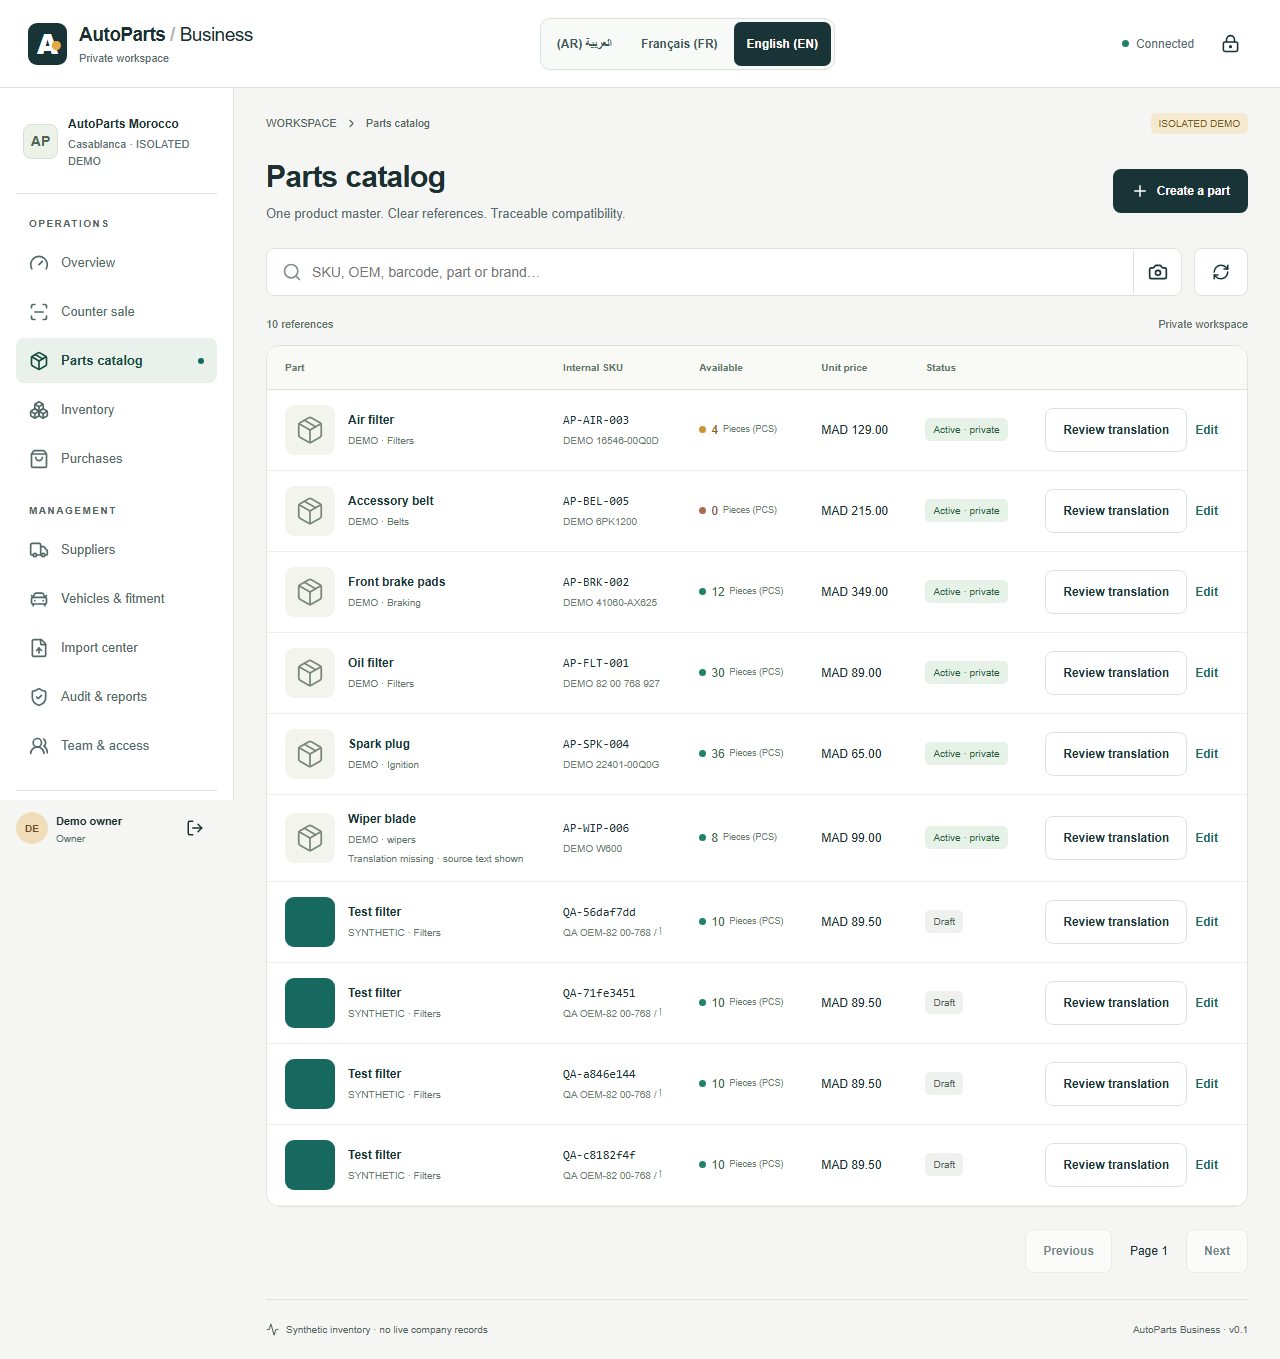 AutoParts / Business
Private workspace
العربية (AR)
Français (FR)
English (EN)
Connected
AP
AutoParts Morocco
Casablanca · ISOLATED
DEMO
OPERATIONS
Overview
Counter sale
Parts catalog
Inventory
Purchases
MANAGEMENT
Suppliers
Vehicles & fitment
Import center
Audit & reports
Team & access
DE
Demo owner
Owner
WORKSPACE > Parts catalog
ISOLATED DEMO
Parts catalog
One product master. Clear references. Traceable compatibility.
Create a part
SKU, OEM, barcode, part or brand…
10 references
Private workspace
Part Internal SKU Available Unit price Status
Air filter AP-AIR-003 4 Pieces (PCS) MAD 129.00 Active · private Review translation Edit
DEMO · Filters DEMO 16546-00Q0D
Accessory belt AP-BEL-005 0 Pieces (PCS) MAD 215.00 Active · private Review translation Edit
DEMO · Belts DEMO 6PK1200
Front brake pads AP-BRK-002 12 Pieces (PCS) MAD 349.00 Active · private Review translation Edit
DEMO · Braking DEMO 41060-AX625
Oil filter AP-FLT-001 30 Pieces (PCS) MAD 89.00 Active · private Review translation Edit
DEMO · Filters DEMO 82 00 768 927
Spark plug AP-SPK-004 36 Pieces (PCS) MAD 65.00 Active · private Review translation Edit
DEMO · Ignition DEMO 22401-00Q0G
Wiper blade AP-WIP-006 8 Pieces (PCS) MAD 99.00 Active · private Review translation Edit
DEMO · wipers DEMO W600
Translation missing · source text shown
Test filter QA-56daf7dd 10 Pieces (PCS) MAD 89.50 Draft Review translation Edit
SYNTHETIC · Filters QA OEM-82 00-768 /
Test filter QA-71fe3451 10 Pieces (PCS) MAD 89.50 Draft Review translation Edit
SYNTHETIC · Filters QA OEM-82 00-768 /
Test filter QA-a846e144 10 Pieces (PCS) MAD 89.50 Draft Review translation Edit
SYNTHETIC · Filters QA OEM-82 00-768 /
Test filter QA-c8182f4f 10 Pieces (PCS) MAD 89.50 Draft Review translation Edit
SYNTHETIC · Filters QA OEM-82 00-768 /
Previous Page 1 Next
Synthetic inventory · no live company records
AutoParts Business · v0.1